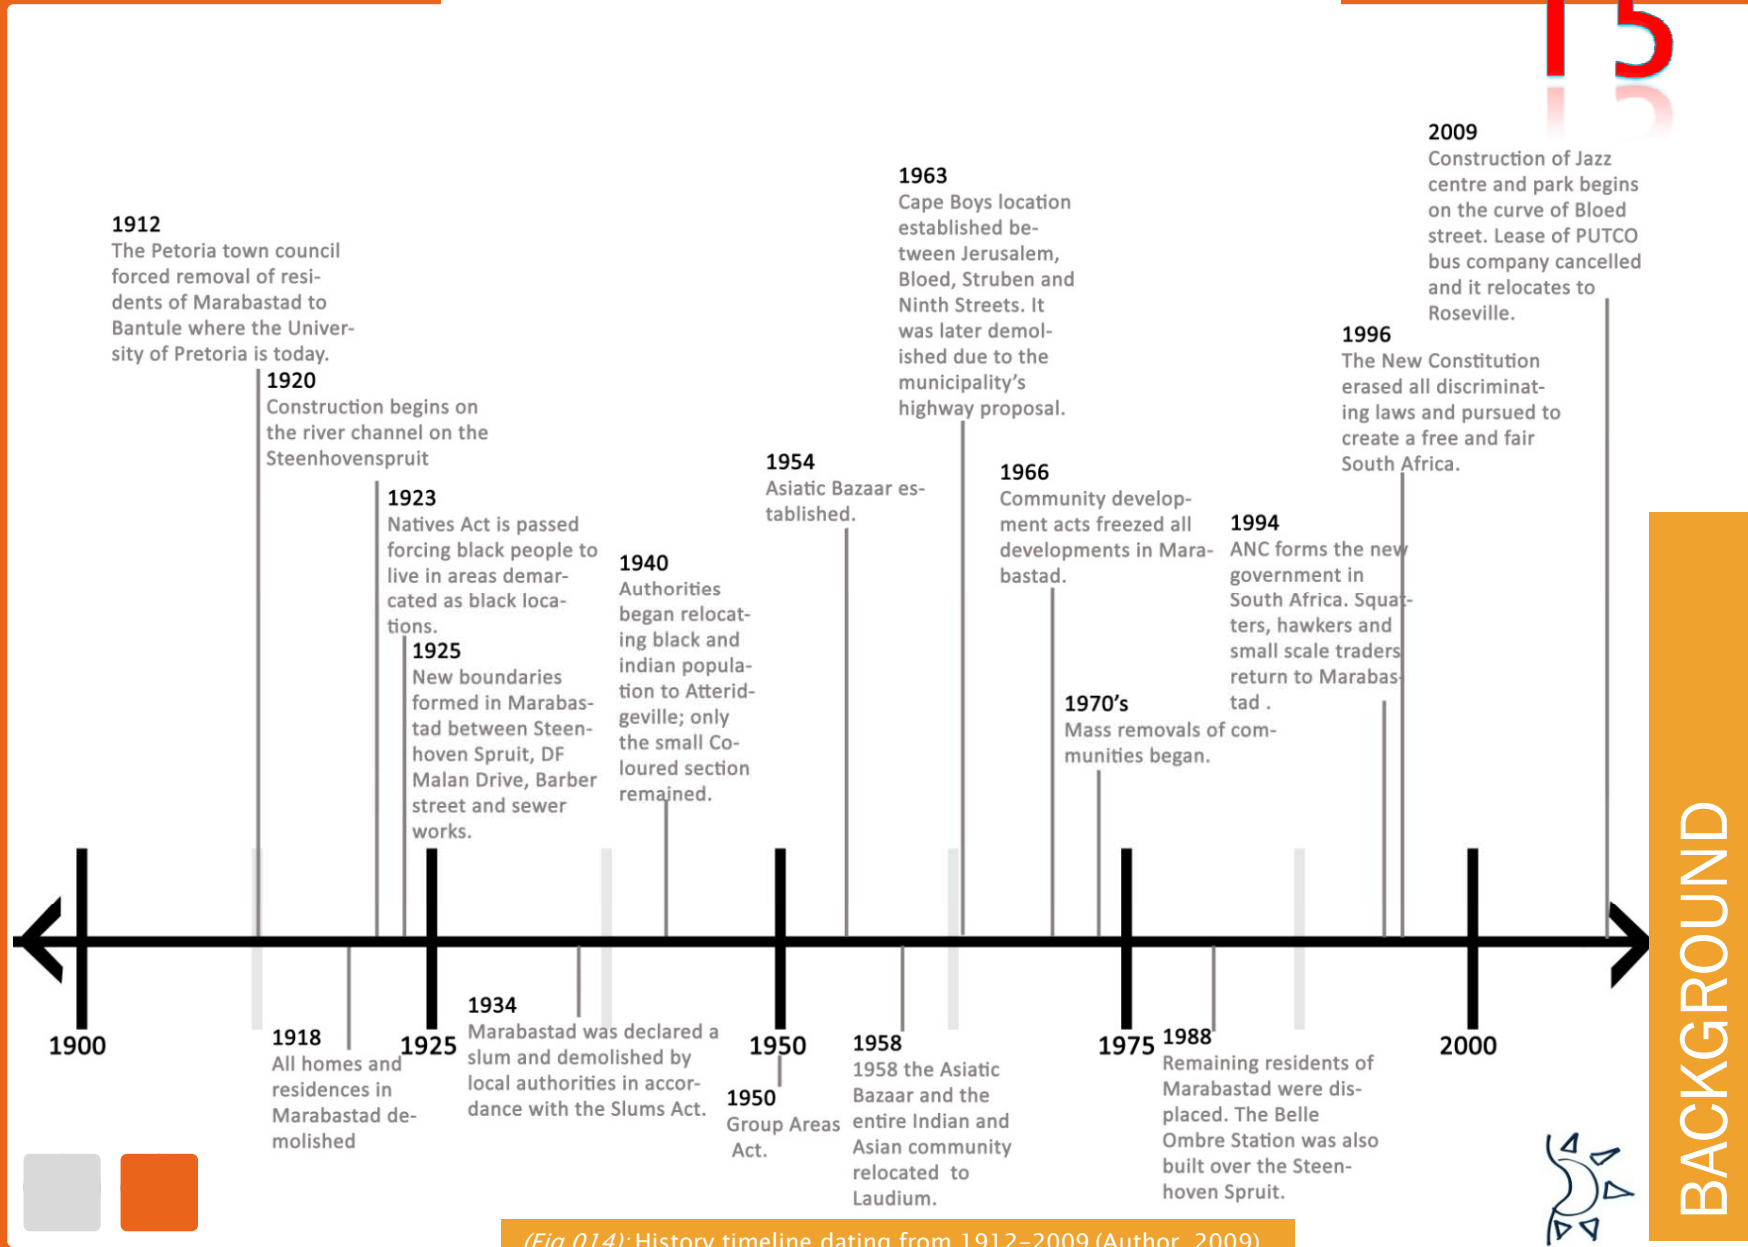 15
2009
Construction of Jazz
centre and park begins
on the curve of Bloed
street. Lease of PUTCO
bus company cancelled
and it relocates to
Roseville.
1963
Cape Boys location
established be-
tween Jerusalem,
Bloed, Struben and
Ninth Streets. It
was later demol-
ished due to the
municipality's
highway proposal.
1912
The Petoria town council
forced removal of resi-
dents of Marabastad to
Bantule where the Univer-
sity of Pretoria is today.
1920
Construction begins on
the river channel on the
Steenhovenspruit
1996
The New Constitution
erased all discriminat-
ing laws and pursued to
create a free and fair
South Africa.
1954
Asiatic Bazaar es-
tablished.
1966
Community develop-
ment acts freezed all
developments in Mara-
bastad.
1923
Natives Act is passed
forcing black people to
live in areas demar-
cated as black loca-
tions.
1994
ANC forms the new
government in
South Africa. Squat-
ters, hawkers and
small scale traders
return to Marabas-
tad .
1940
Authorities
began relocat-
ing black and
indian popula-
tion to Atterid-
geville; only
the small Co-
loured section
remained.
1925
New boundaries
formed in Marabas-
tad between Steen-
hoven Spruit, DF
Malan Drive, Barber
street and sewer
works.
1970's
Mass removals of com-
munities began.
1900
1925
1950
1975
2000
1918
All homes and
residences in
Marabastad de-
molished
1934
Marabastad was declared a
slum and demolished by
local authorities in accor-
dance with the Slums Act.
1950
Group Areas
Act.
1958
1958 the Asiatic
Bazaar and the
entire Indian and
Asian community
relocated to
Laudium.
1988
Remaining residents of
Marabastad were dis-
placed. The Belle
Ombre Station was also
built over the Steen-
hoven Spruit.
BACKGROUND
(Fig 014): History timeline dating from 1912-2009 (Author, 2009)